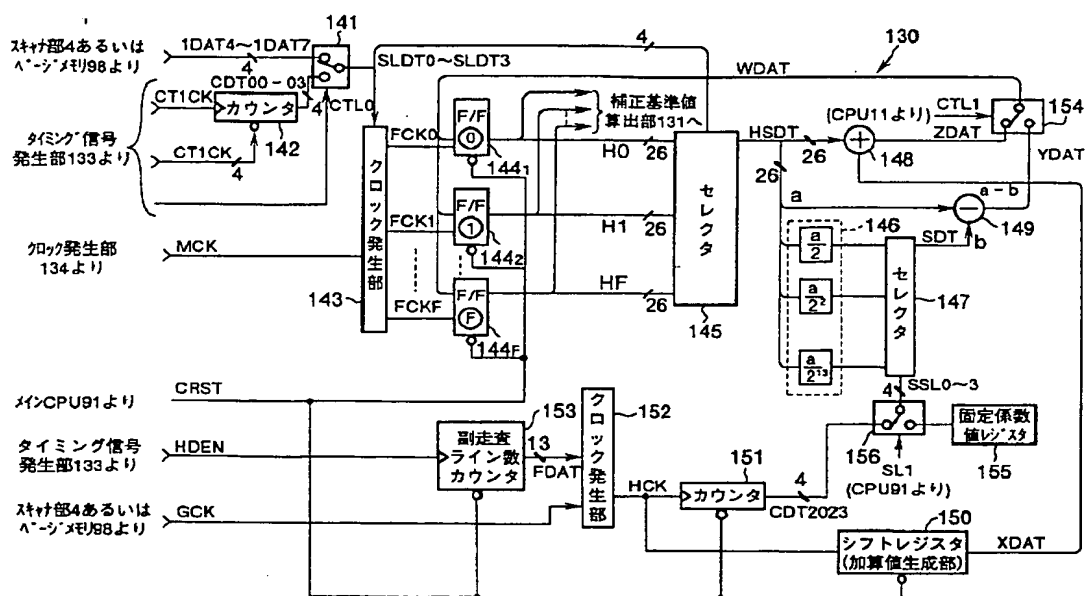 スキャナ部4あるいは
ページメモリ98より
1DAT4~1DAT7
4
141
SLDT0~SLDT3
4
130
WDAT
CDT00-03
4
CT1CK
カウンタ
142
CTL0
タイミング信号
発生部133より
CT1CK
4
FCK0
F/F
0
144₁
補正基準値
算出部131へ
H0
26
HSDT
26
26
CTL1
(CPU11より)
154
ZDAT
148
YDAT
クロック発生部
143
FCK1
F/F
1
144₂
H1
26
セレクタ
145
a
a-b
149
146
SDT
b
クロック発生部
134より
MCK
FCKF
F/F
F
144F
HF
26
a/2
a/2²
a/2¹³
セレクタ
147
メインCPU91より
CRST
4
SSL0~3
156
SL1
(CPU91より)
固定係数
値レジスタ
155
タイミング信号
発生部133より
HDEN
副走査
ライン数
カウンタ
153
13
FDAT
クロック発生部
152
スキャナ部4あるいは
ページメモリ98より
GCK
HCK
カウンタ
151
4
CDT2023
シフトレジスタ
(加算値生成部)
150
XDAT